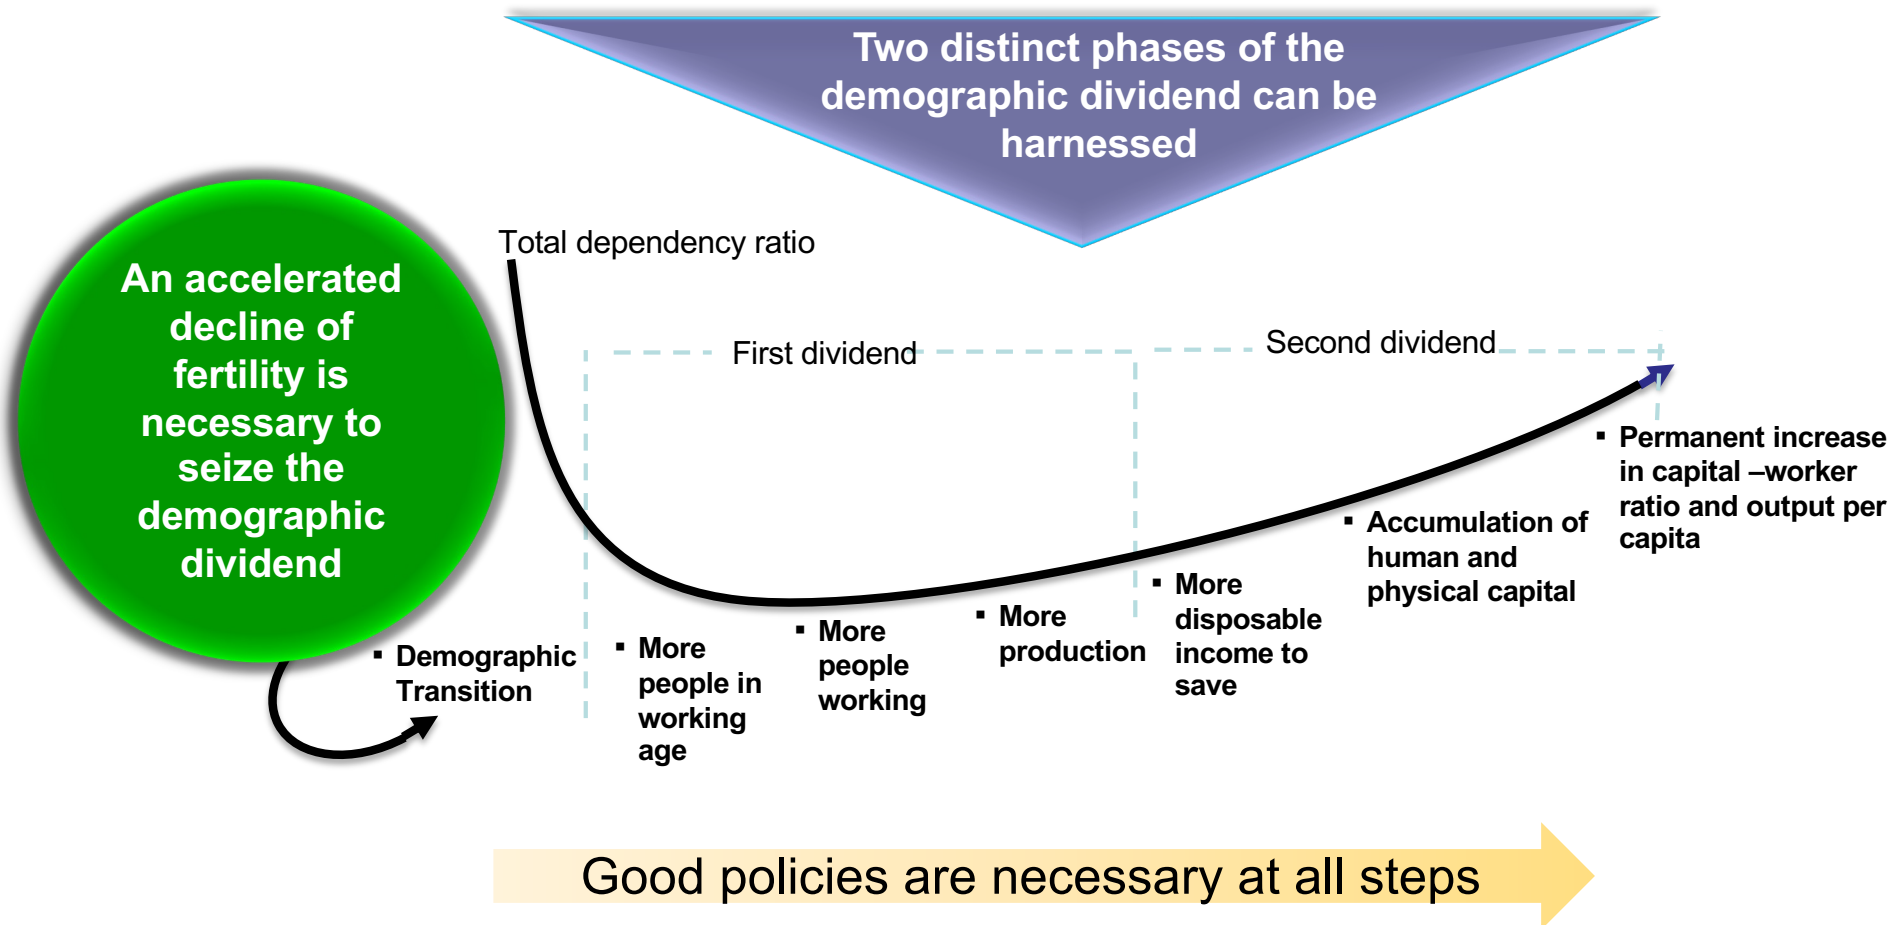 Two distinct phases of the
demographic dividend can be
harnessed
An accelerated
decline of
fertility is
necessary to
seize the
demographic
dividend
Total dependency ratio
First dividend
Second dividend
▪ Demographic
Transition
▪ More
people in
working
age
▪ More
people
working
▪ More
production
▪ More
disposable
income to
save
▪ Accumulation of
human and
physical capital
▪ Permanent increase
in capital –worker
ratio and output per
capita
Good policies are necessary at all steps